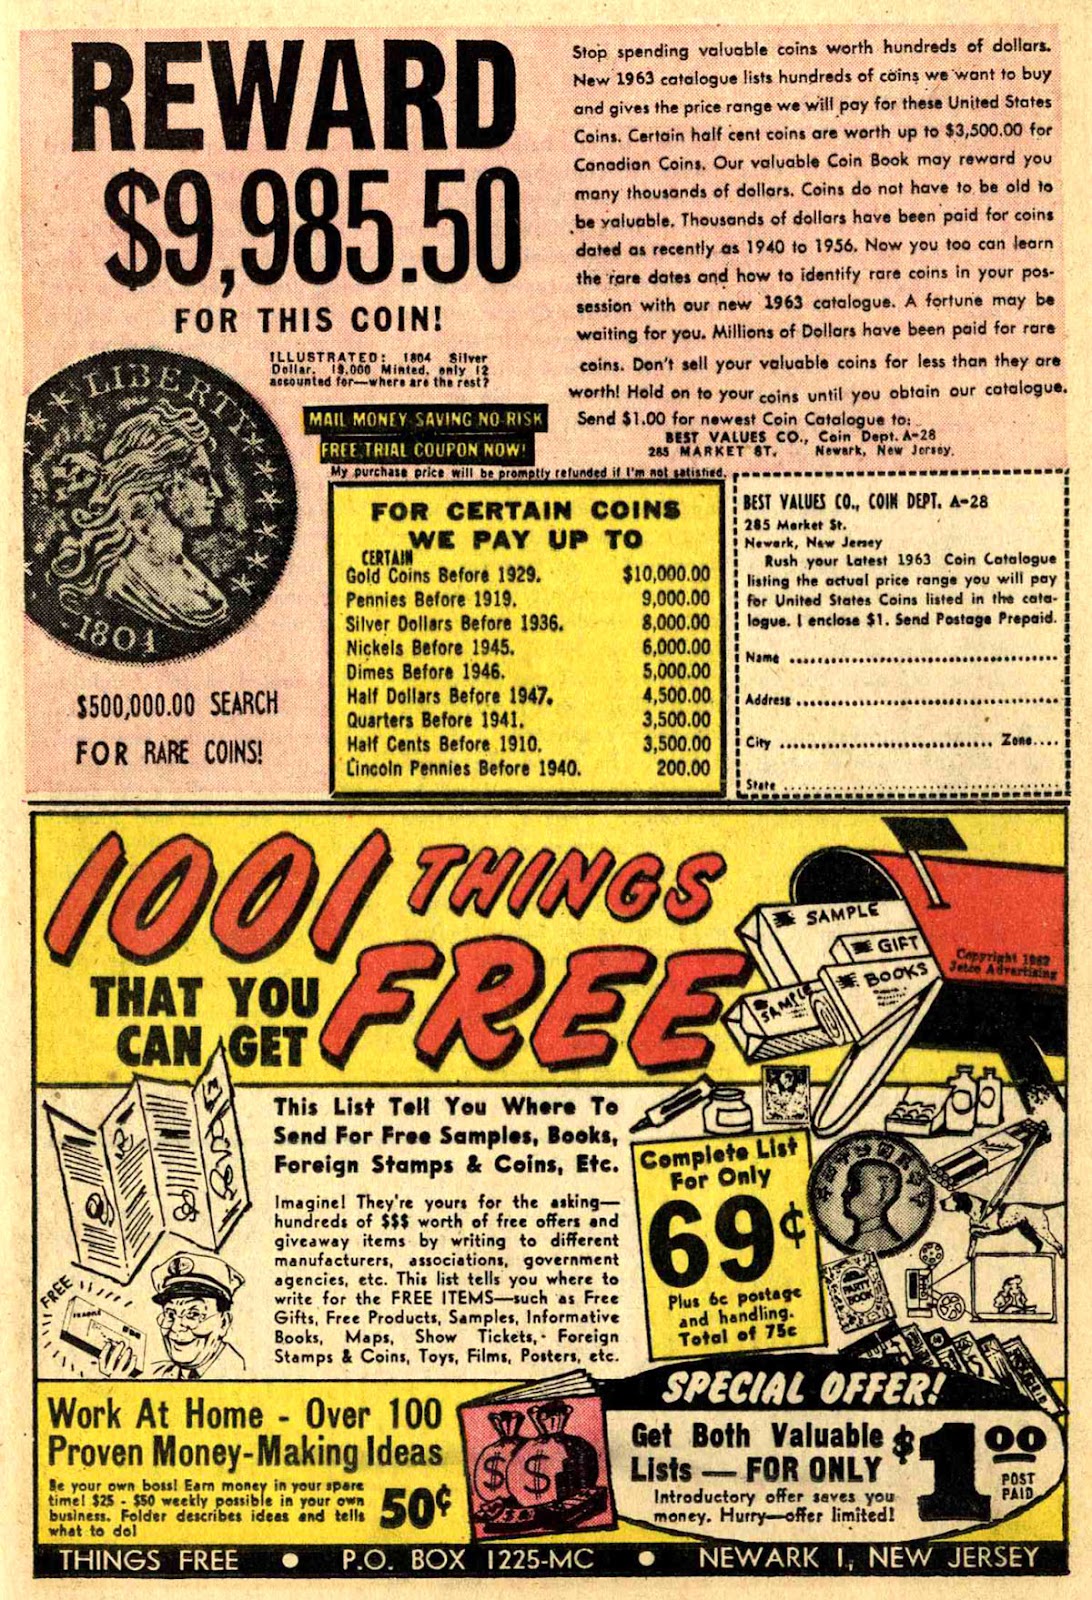 REWARD
$9,985.50
FOR THIS COIN!
ILLUSTRATED: 1804 Silver
Dollar. 19,000 Minted, only 12
accounted for—where are the rest?
LIBERTY
1804
$500,000.00 SEARCH
FOR RARE COINS!
Stop spending valuable coins worth hundreds of dollars.
New 1963 catalogue lists hundreds of coins we want to buy
and gives the price range we will pay for these United States
Coins. Certain half cent coins are worth up to $3,500.00 for
Canadian Coins. Our valuable Coin Book may reward you
many thousands of dollars. Coins do not have to be old to
be valuable. Thousands of dollars have been paid for coins
dated as recently as 1940 to 1956. Now you too can learn
the rare dates and how to identify rare coins in your pos-
session with our new 1963 catalogue. A fortune may be
waiting for you. Millions of Dollars have been paid for rare
coins. Don't sell your valuable coins for less than they are
worth! Hold on to your coins until you obtain our catalogue.
Send $1.00 for newest Coin Catalogue to:
BEST VALUES CO., Coin Dept. A-28
285 MARKET ST. Newark, New Jersey.
MAIL MONEY SAVING NO RISK
FREE TRIAL COUPON NOW!
My purchase price will be promptly refunded if I'm not satisfied.
FOR CERTAIN COINS
WE PAY UP TO
CERTAIN
Gold Coins Before 1929. $10,000.00
Pennies Before 1919. 9,000.00
Silver Dollars Before 1936. 8,000.00
Nickels Before 1945. 6,000.00
Dimes Before 1946. 5,000.00
Half Dollars Before 1947. 4,500.00
Quarters Before 1941. 3,500.00
Half Cents Before 1910. 3,500.00
Lincoln Pennies Before 1940. 200.00
BEST VALUES CO., COIN DEPT. A-28
285 Market St.
Newark, New Jersey
Rush your Latest 1963 Coin Catalogue
listing the actual price range you will pay
for United States Coins listed in the cata-
logue. I enclose $1. Send Postage Prepaid.
Name
Address
City Zone
State
1001 THINGS
THAT YOU
CAN GET
FREE
SAMPLE
GIFT
BOOKS
SAMPLE
Copyright 1962
Jetco Advertising
This List Tell You Where To
Send For Free Samples, Books,
Foreign Stamps & Coins, Etc.
Imagine! They're yours for the asking—
hundreds of $$$ worth of free offers and
giveaway items by writing to different
manufacturers, associations, government
agencies, etc. This list tells you where to
write for the FREE ITEMS—such as Free
Gifts, Free Products, Samples, Informative
Books, Maps, Show Tickets, Foreign
Stamps & Coins, Toys, Films, Posters, etc.
FREE
FRAGILE
Complete List
For Only
69¢
Plus 6c postage
and handling.
Total of 75c
PARTY
BOOK
Work At Home - Over 100
Proven Money-Making Ideas
Be your own boss! Earn money in your spare
time! $25 - $50 weekly possible in your own
business. Folder describes ideas and tells
what to do!
50¢
$ $
SPECIAL OFFER!
Get Both Valuable
Lists — FOR ONLY
$1.00
POST
PAID
Introductory offer saves you
money. Hurry—offer limited!
THINGS FREE • P.O. BOX 1225-MC • NEWARK 1, NEW JERSEY